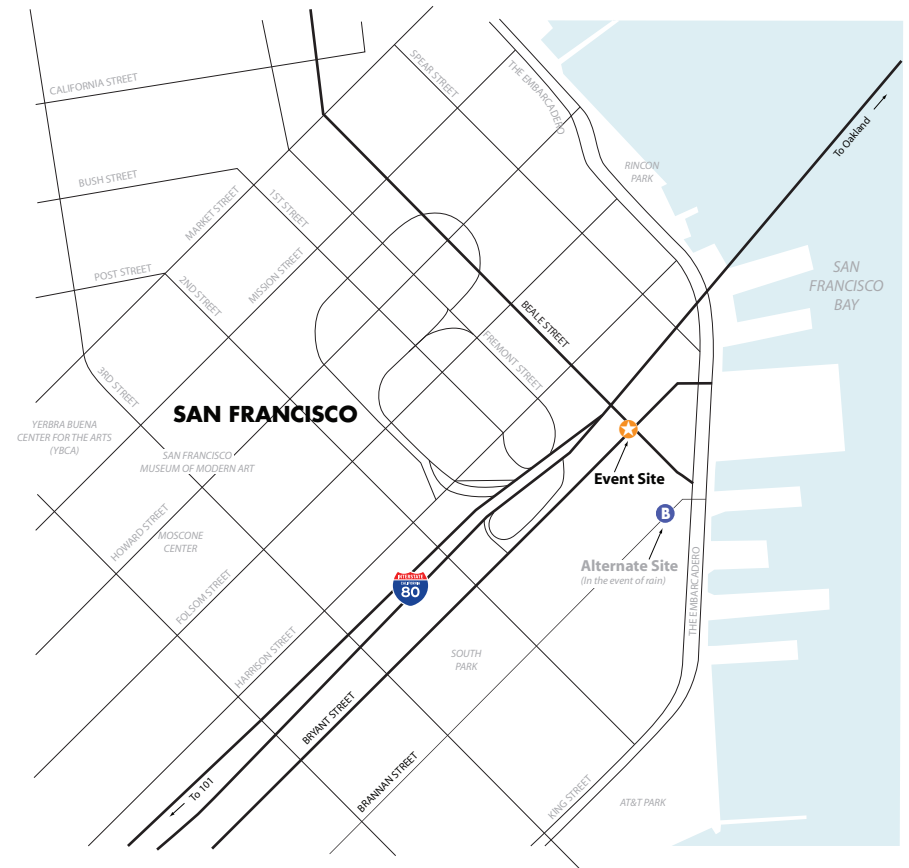 SPEAR STREET
THE EMBARCADERO
CALIFORNIA STREET
To Oakland
RINCON
PARK
BUSH STREET
MARKET STREET
1ST STREET
MISSION STREET
POST STREET
2ND STREET
SAN
FRANCISCO
BAY
BEALE STREET
FREMONT STREET
3RD STREET
SAN FRANCISCO
YERBRA BUENA
CENTER FOR THE ARTS
(YBCA)
SAN FRANCISCO
MUSEUM OF MODERN ART
Event Site
B
HOWARD STREET
MOSCONE
CENTER
Alternate Site
(In the event of rain)
THE EMBARCADERO
INTERSTATE
CALIFORNIA
80
FOLSOM STREET
HARRISON STREET
SOUTH
PARK
BRYANT STREET
BRANNAN STREET
To 101
KING STREET
AT&T PARK